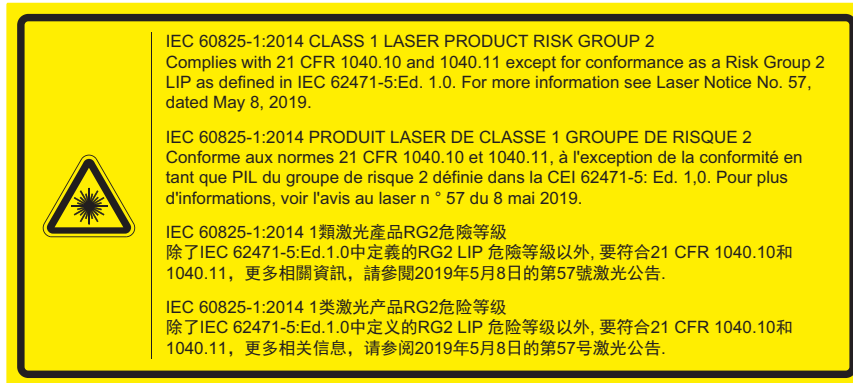 IEC 60825-1:2014 CLASS 1 LASER PRODUCT RISK GROUP 2
Complies with 21 CFR 1040.10 and 1040.11 except for conformance as a Risk Group 2
LIP as defined in IEC 62471-5:Ed. 1.0. For more information see Laser Notice No. 57,
dated May 8, 2019.
IEC 60825-1:2014 PRODUIT LASER DE CLASSE 1 GROUPE DE RISQUE 2
Conforme aux normes 21 CFR 1040.10 et 1040.11, à l'exception de la conformité en
tant que PIL du groupe de risque 2 définie dans la CEI 62471-5: Ed. 1,0. Pour plus
d'informations, voir l'avis au laser n ° 57 du 8 mai 2019.
IEC 60825-1:2014 1類激光產品RG2危險等級
除了IEC 62471-5:Ed.1.0中定義的RG2 LIP 危險等級以外, 要符合21 CFR 1040.10和
1040.11，更多相關資訊，請參閱2019年5月8日的第57號激光公告.
IEC 60825-1:2014 1类激光产品RG2危险等级
除了IEC 62471-5:Ed.1.0中定义的RG2 LIP 危险等级以外, 要符合21 CFR 1040.10和
1040.11，更多相关信息，请参阅2019年5月8日的第57号激光公告.